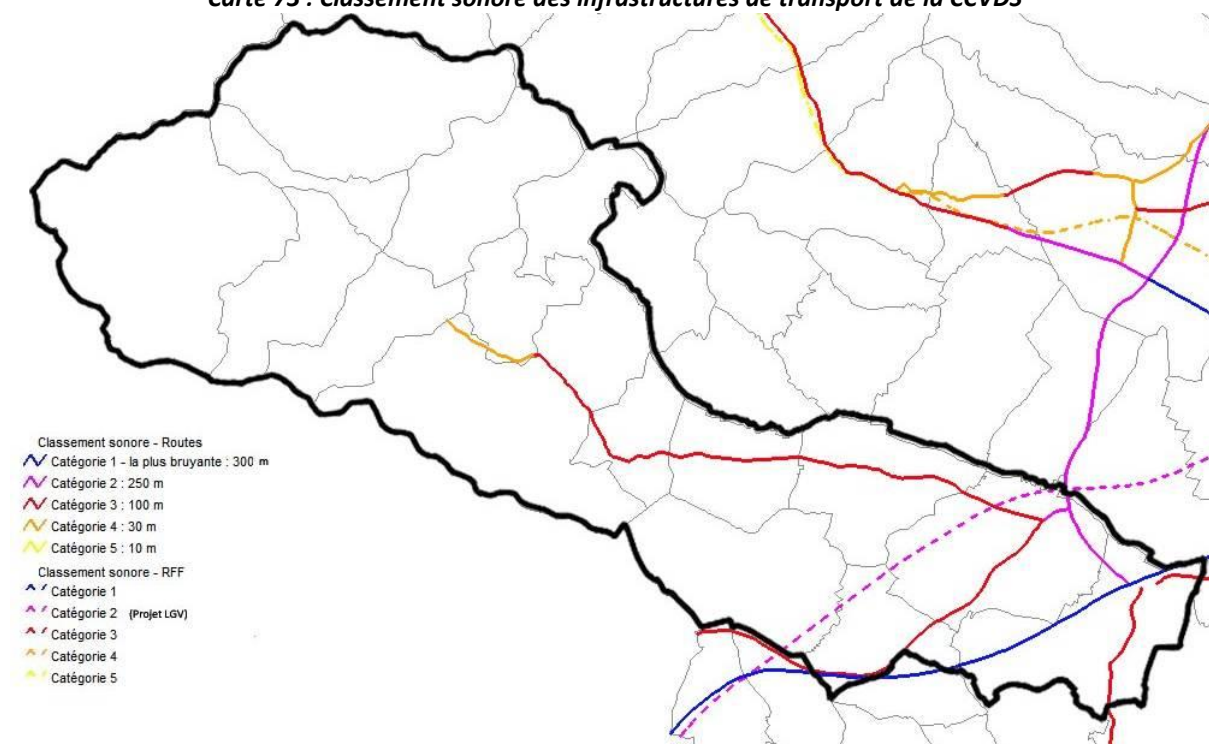 Carte 75 : Classement sonore des infrastructures de transport de la CCVDS
Classement sonore - Routes
Catégorie 1 - la plus bruyante : 300 m
Catégorie 2 : 250 m
Catégorie 3 : 100 m
Catégorie 4 : 30 m
Catégorie 5 : 10 m
Classement sonore - RFF
Catégorie 1
Catégorie 2 (Projet LGV)
Catégorie 3
Catégorie 4
Catégorie 5